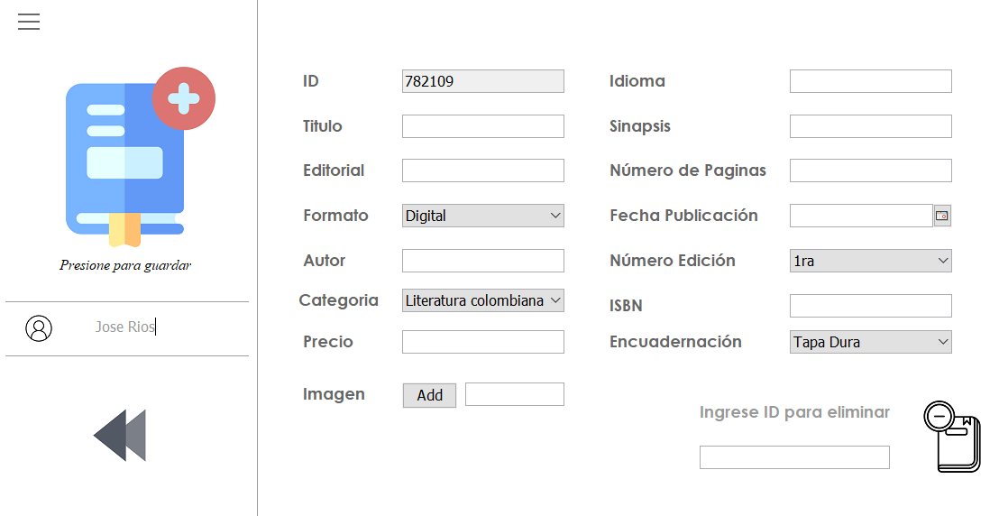 Presione para guardar
Jose Rios
ID 782109
Titulo
Editorial
Formato Digital
Autor
Categoria Literatura colombiana
Precio
Imagen Add
Idioma
Sinapsis
Número de Paginas
Fecha Publicación
Número Edición 1ra
ISBN
Encuadernación Tapa Dura
Ingrese ID para eliminar